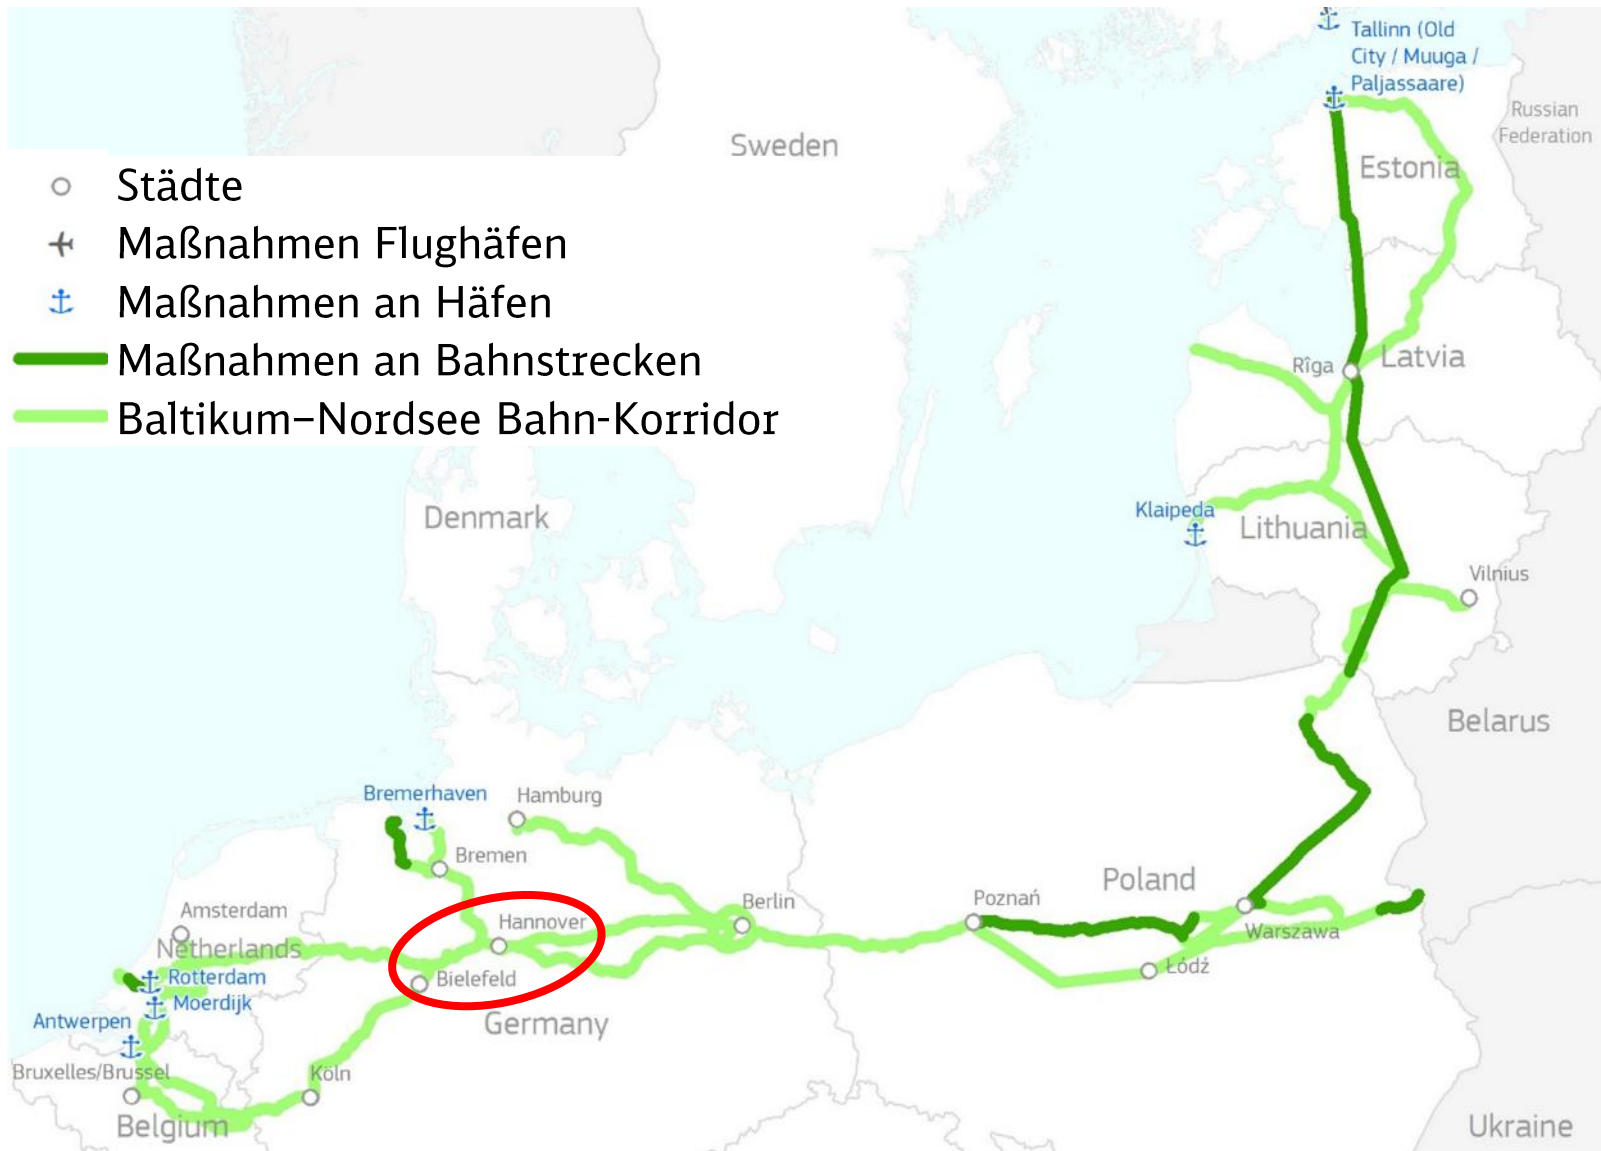 Tallinn (Old
City / Muuga /
Paljassaare)
Russian
Federation
Sweden
Estonia
Städte
Maßnahmen Flughäfen
Maßnahmen an Häfen
Maßnahmen an Bahnstrecken
Baltikum–Nordsee Bahn-Korridor
Rîga
Latvia
Denmark
Klaipeda
Lithuania
Vilnius
Belarus
Bremerhaven
Hamburg
Bremen
Poland
Berlin
Poznań
Amsterdam
Hannover
Warszawa
Netherlands
Łódź
Rotterdam
Bielefeld
Moerdijk
Antwerpen
Germany
Bruxelles/Brussel
Köln
Belgium
Ukraine